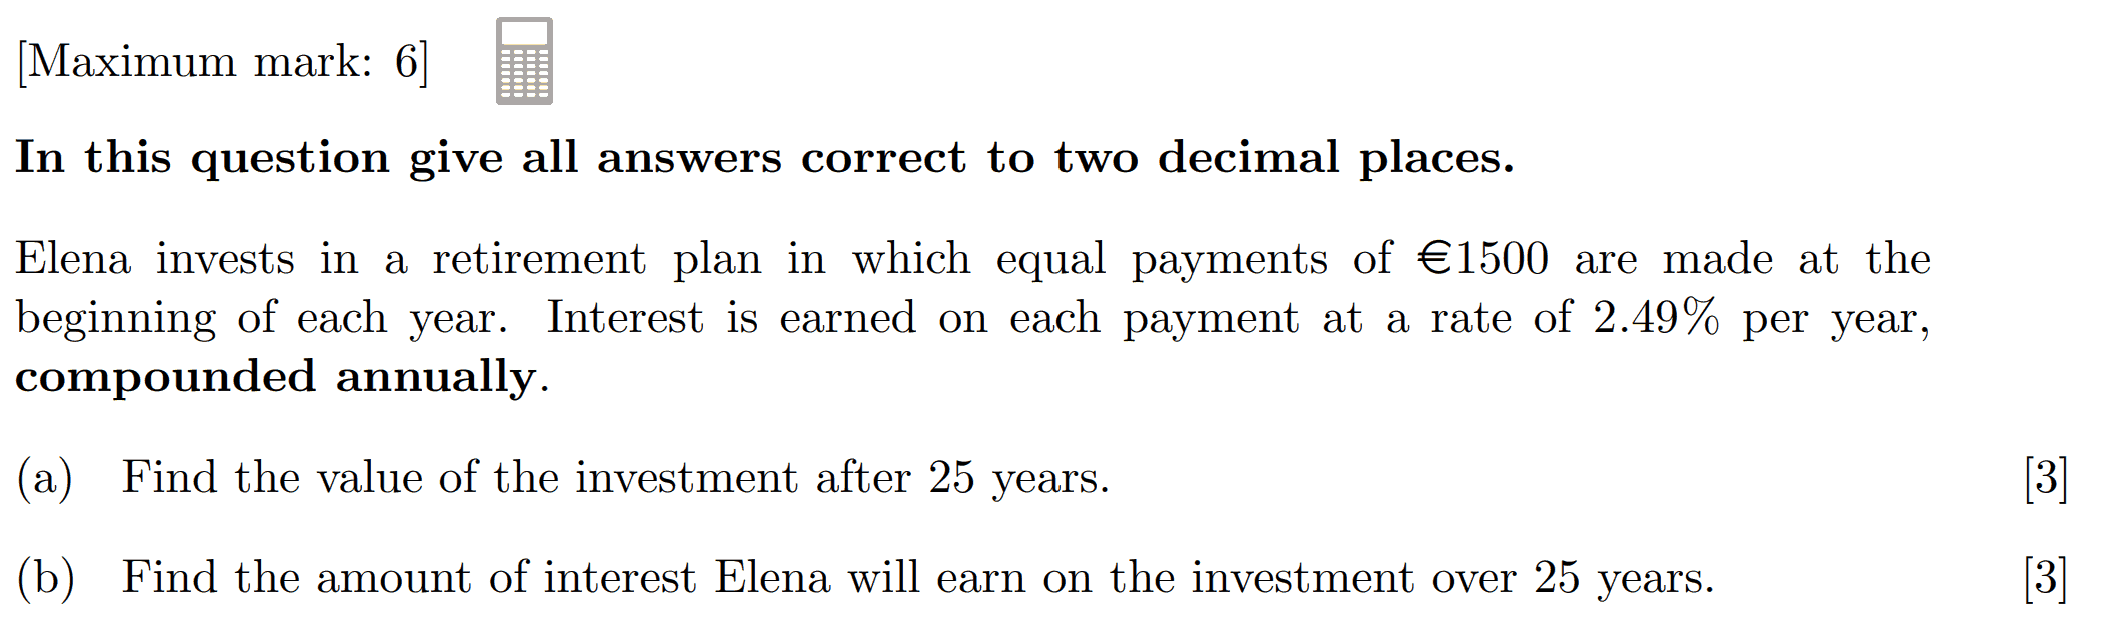 [Maximum mark: 6]
In this question give all answers correct to two decimal places.
Elena invests in a retirement plan in which equal payments of €1500 are made at the
beginning of each year. Interest is earned on each payment at a rate of 2.49% per year,
compounded annually.
(a) Find the value of the investment after 25 years. [3]
(b) Find the amount of interest Elena will earn on the investment over 25 years. [3]